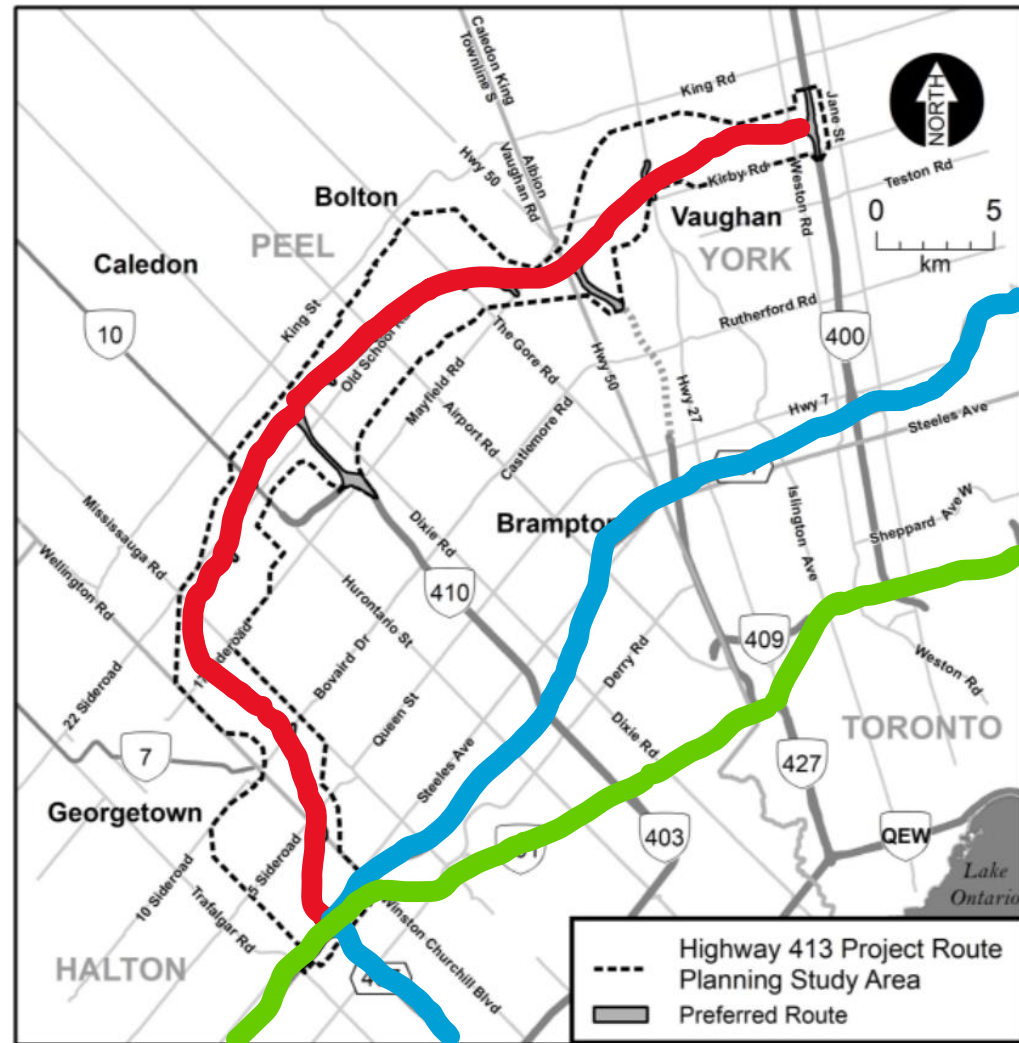 Caledon King
Townline S
King Rd
Jane St
NORTH
Hwy 50
Albion
Vaughan Rd
Kirby Rd
Weston Rd
Teston Rd
Bolton
Vaughan
0 5
km
PEEL
YORK
Caledon
King St
10
Rutherford Rd
The Gore Rd
400
Mayfield Rd
Hwy 50
Hwy 27
Airport Rd
Castlemore Rd
Hwy 7
Steeles Ave
Mississauga Rd
Islington
Ave
Sheppard Ave W
Wellington Rd
Dixie Rd
Hurontario St
410
409
Derry Rd
Weston Rd
22 Sideroad
Bovaird Dr
Queen St
Dixie Rd
TORONTO
7
Steeles Ave
427
Georgetown
403
QEW
Lake
Ontario
10 Sideroad
5 Sideroad
Trafalgar Rd
Winston Churchill Blvd
HALTON
Highway 413 Project Route
Planning Study Area
Preferred Route